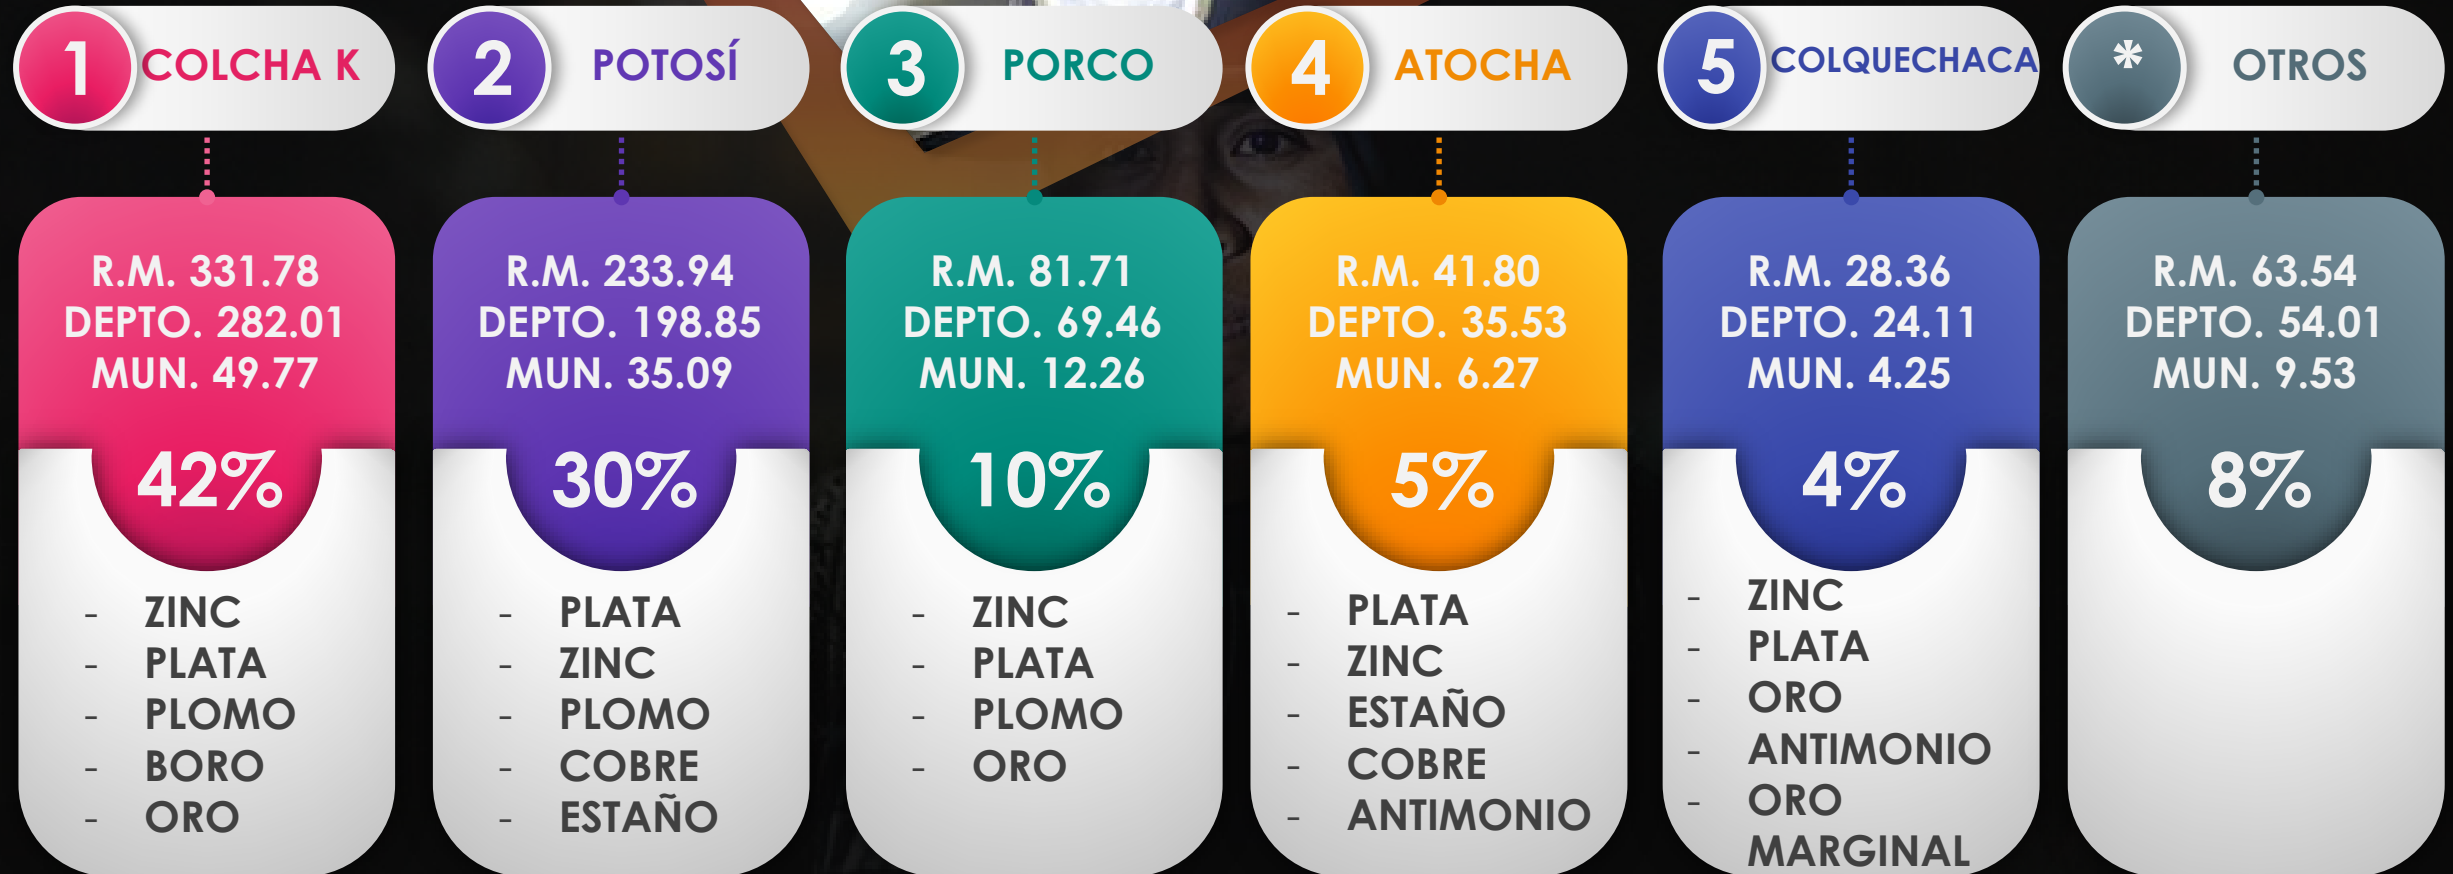 1 COLCHA K
R.M. 331.78
DEPTO. 282.01
MUN. 49.77
42%
- ZINC
- PLATA
- PLOMO
- BORO
- ORO
2 POTOSÍ
R.M. 233.94
DEPTO. 198.85
MUN. 35.09
30%
- PLATA
- ZINC
- PLOMO
- COBRE
- ESTAÑO
3 PORCO
R.M. 81.71
DEPTO. 69.46
MUN. 12.26
10%
- ZINC
- PLATA
- PLOMO
- ORO
4 ATOCHA
R.M. 41.80
DEPTO. 35.53
MUN. 6.27
5%
- PLATA
- ZINC
- ESTAÑO
- COBRE
- ANTIMONIO
5 COLQUECHACA
R.M. 28.36
DEPTO. 24.11
MUN. 4.25
4%
- ZINC
- PLATA
- ORO
- ANTIMONIO
- ORO
MARGINAL
* OTROS
R.M. 63.54
DEPTO. 54.01
MUN. 9.53
8%